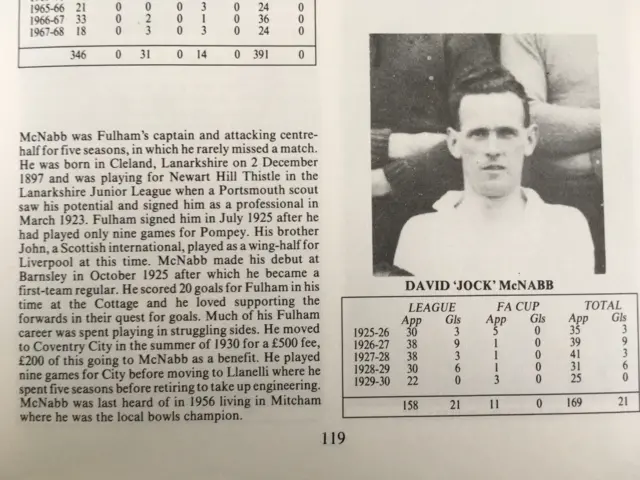 1965-66 21 0 0 0 3 0 24 0
1966-67 33 0 2 0 1 0 36 0
1967-68 18 0 3 0 3 0 24 0
346 0 31 0 14 0 391 0
McNabb was Fulham's captain and attacking centre-
half for five seasons, in which he rarely missed a match.
He was born in Cleland, Lanarkshire on 2 December
1897 and was playing for Newart Hill Thistle in the
Lanarkshire Junior League when a Portsmouth scout
saw his potential and signed him as a professional in
March 1923. Fulham signed him in July 1925 after he
had played only nine games for Pompey. His brother
John, a Scottish international, played as a wing-half for
Liverpool at this time. McNabb made his debut at
Barnsley in October 1925 after which he became a
first-team regular. He scored 20 goals for Fulham in his
time at the Cottage and he loved supporting the
forwards in their quest for goals. Much of his Fulham
career was spent playing in struggling sides. He moved
to Coventry City in the summer of 1930 for a £500 fee,
£200 of this going to McNabb as a benefit. He played
nine games for City before moving to Llanelli where he
spent five seasons before retiring to take up engineering.
McNabb was last heard of in 1956 living in Mitcham
where he was the local bowls champion.
DAVID 'JOCK' McNABB
LEAGUE FA CUP TOTAL
App Gls App Gls App Gls
1925-26 30 3 5 0 35 3
1926-27 38 9 1 0 39 9
1927-28 38 3 1 0 41 3
1928-29 30 6 1 0 31 6
1929-30 22 0 3 0 25 0
158 21 11 0 169 21
119